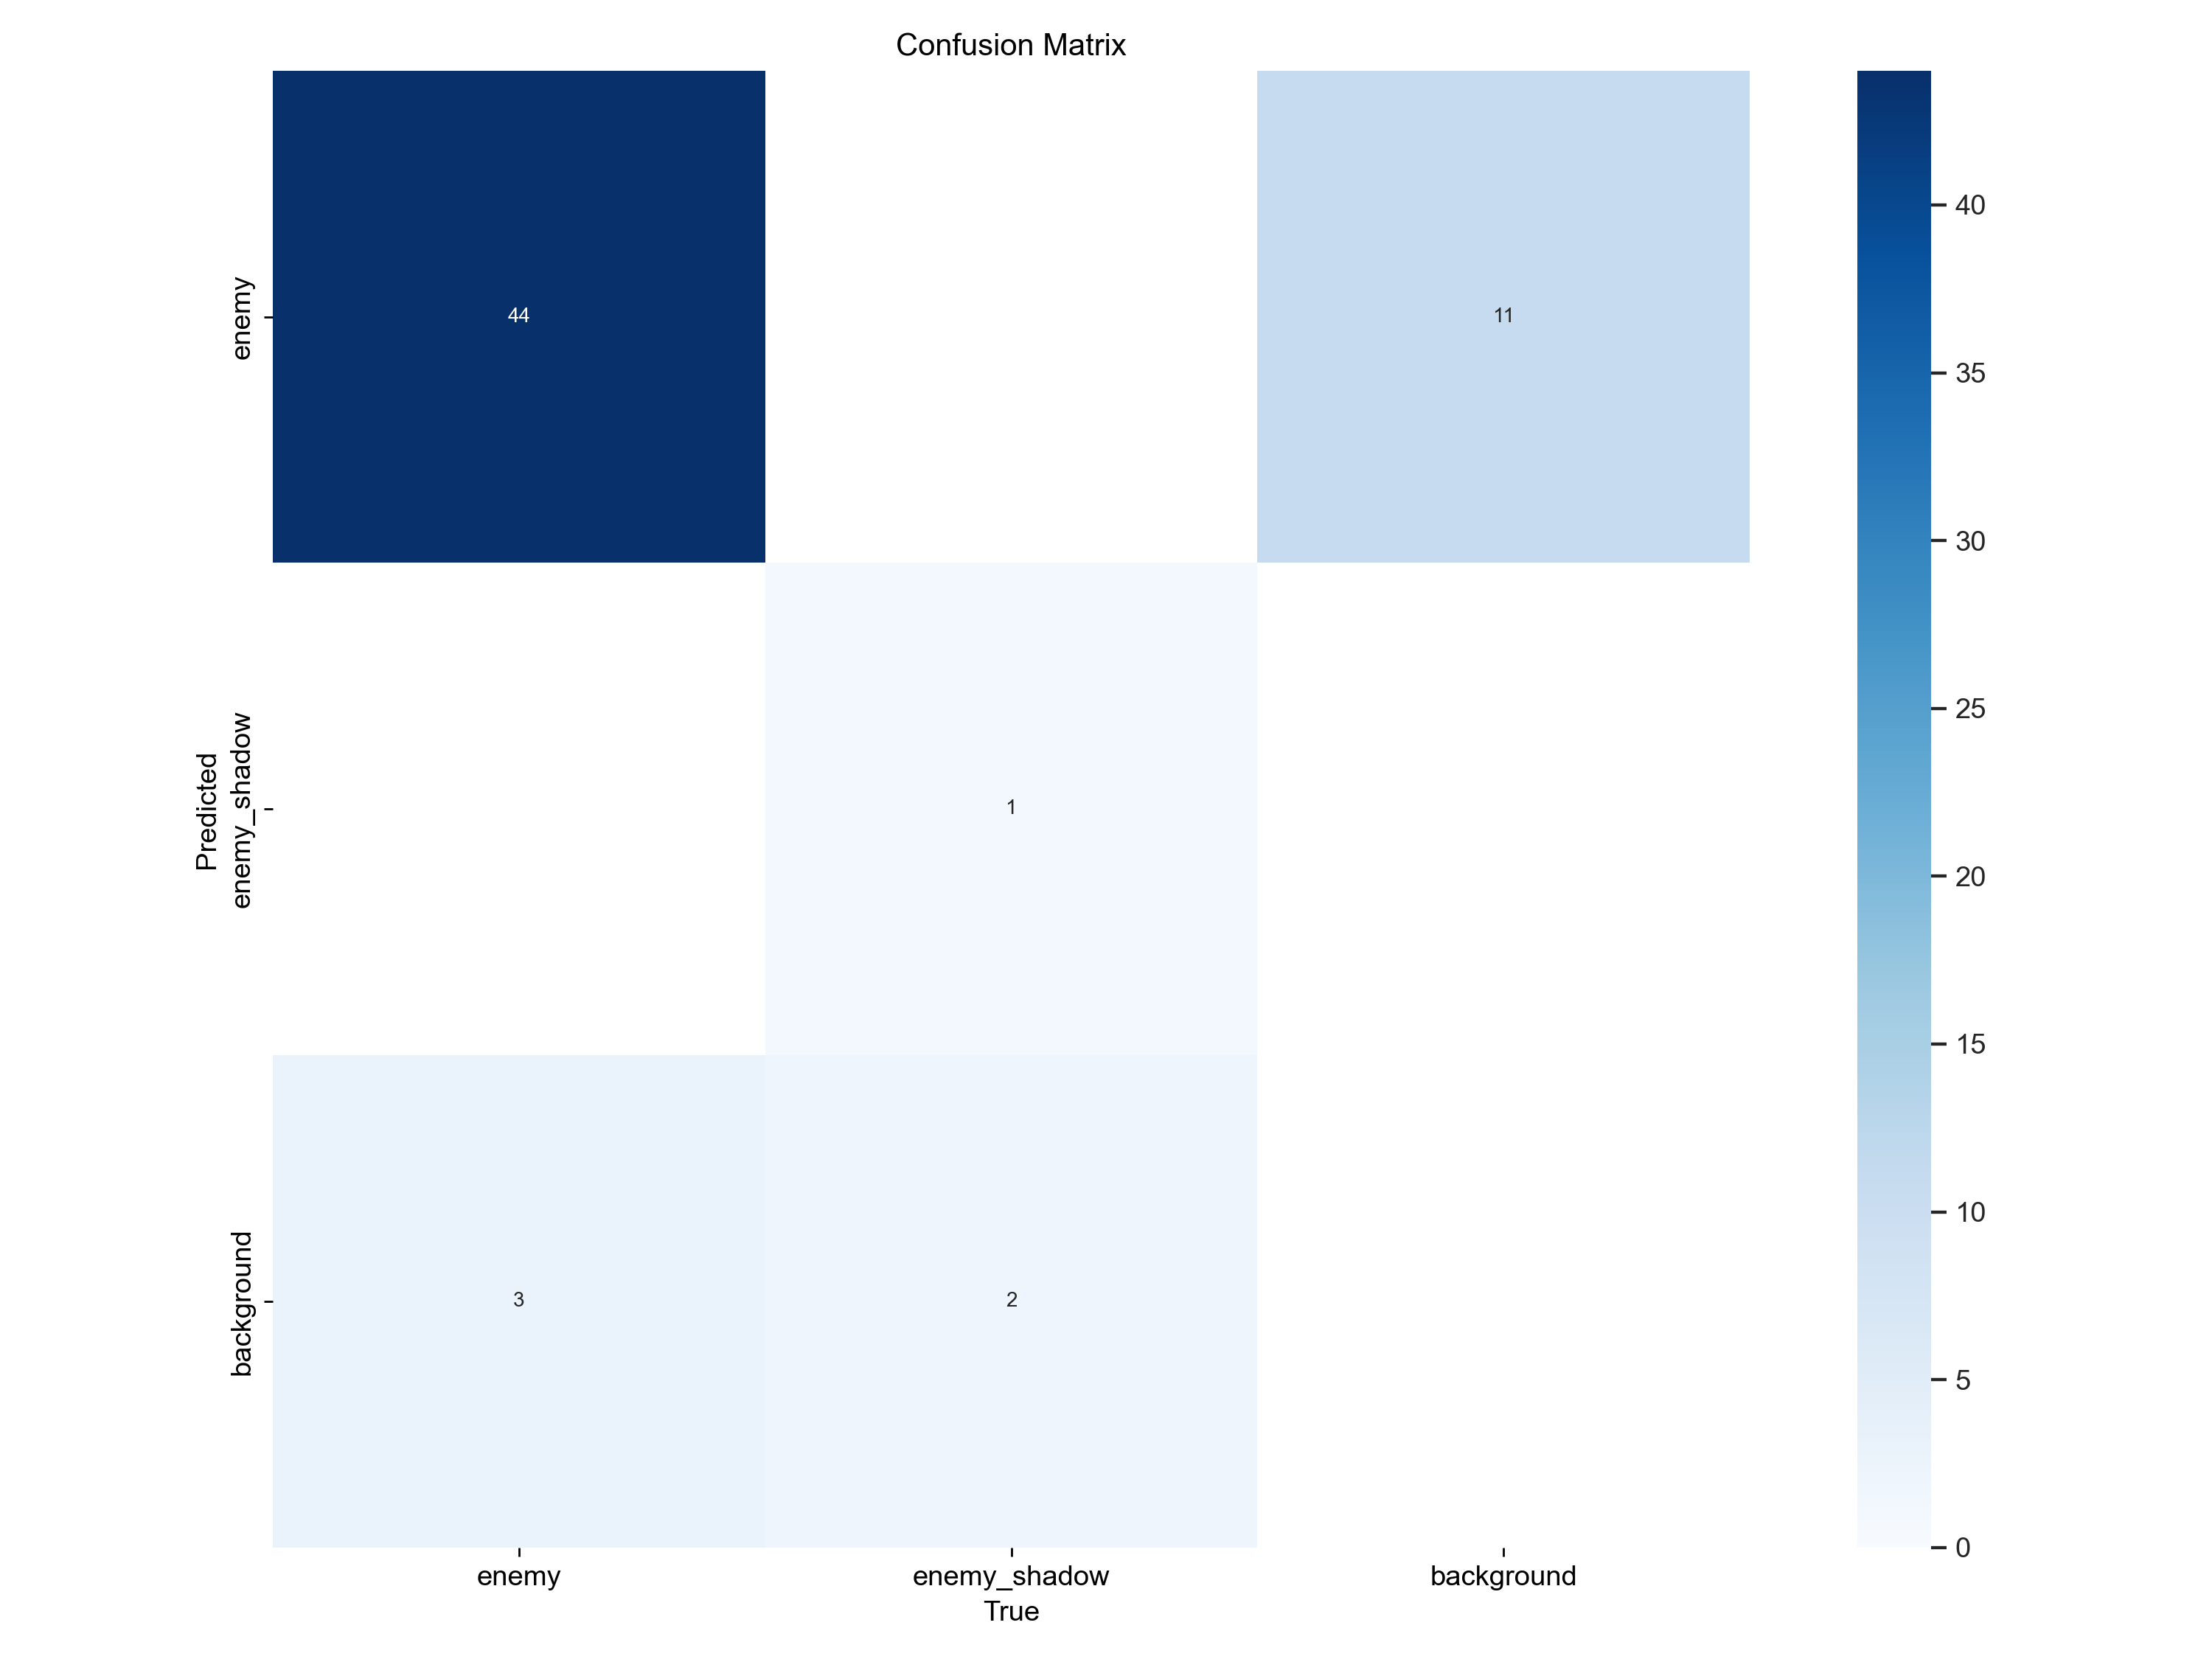 Confusion Matrix
enemy
44
11
40
35
30
25
20
15
10
5
0
Predicted
enemy_shadow
1
background
3
2
enemy
enemy_shadow
background
True